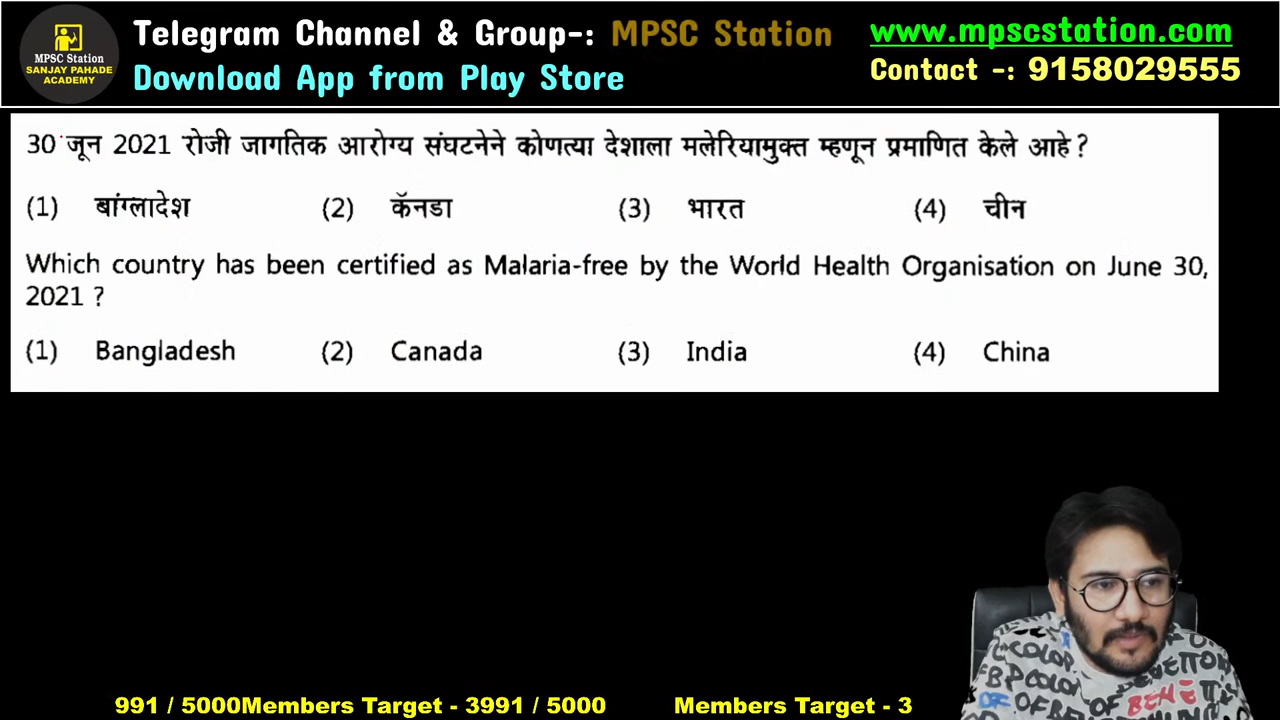 MPSC Station
SANJAY PAHADE
ACADEMY
Telegram Channel & Group-: MPSC Station
Download App from Play Store
www.mpscstation.com
Contact -: 9158029555
30 जून 2021 रोजी जागतिक आरोग्य संघटनेने कोणत्या देशाला मलेरियामुक्त म्हणून प्रमाणित केले आहे ?
(1) बांग्लादेश (2) कॅनडा (3) भारत (4) चीन
Which country has been certified as Malaria-free by the World Health Organisation on June 30,
2021 ?
(1) Bangladesh (2) Canada (3) India (4) China
991 / 5000Members Target - 3991 / 5000 Members Target - 3